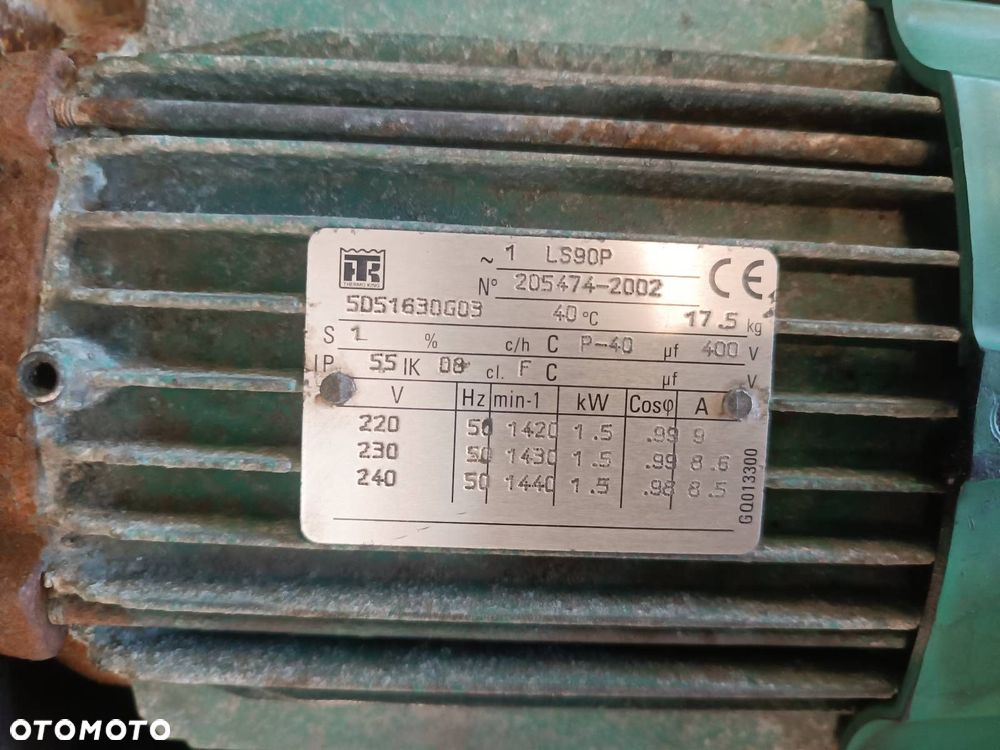 TK
THERMO KING
~ 1 LS90P
N° 205474-2002
5D51630G03 40 °C 17.5 kg
S 1 % c/h C P-40 µf 400 V
IP 55 IK 08 cl. F C µf V
CE
V Hz min-1 kW Cosφ A
220 50 1420 1.5 .99 9
230 50 1430 1.5 .99 8.6
240 50 1440 1.5 .98 8.5
GQ013300
OTOMOTO